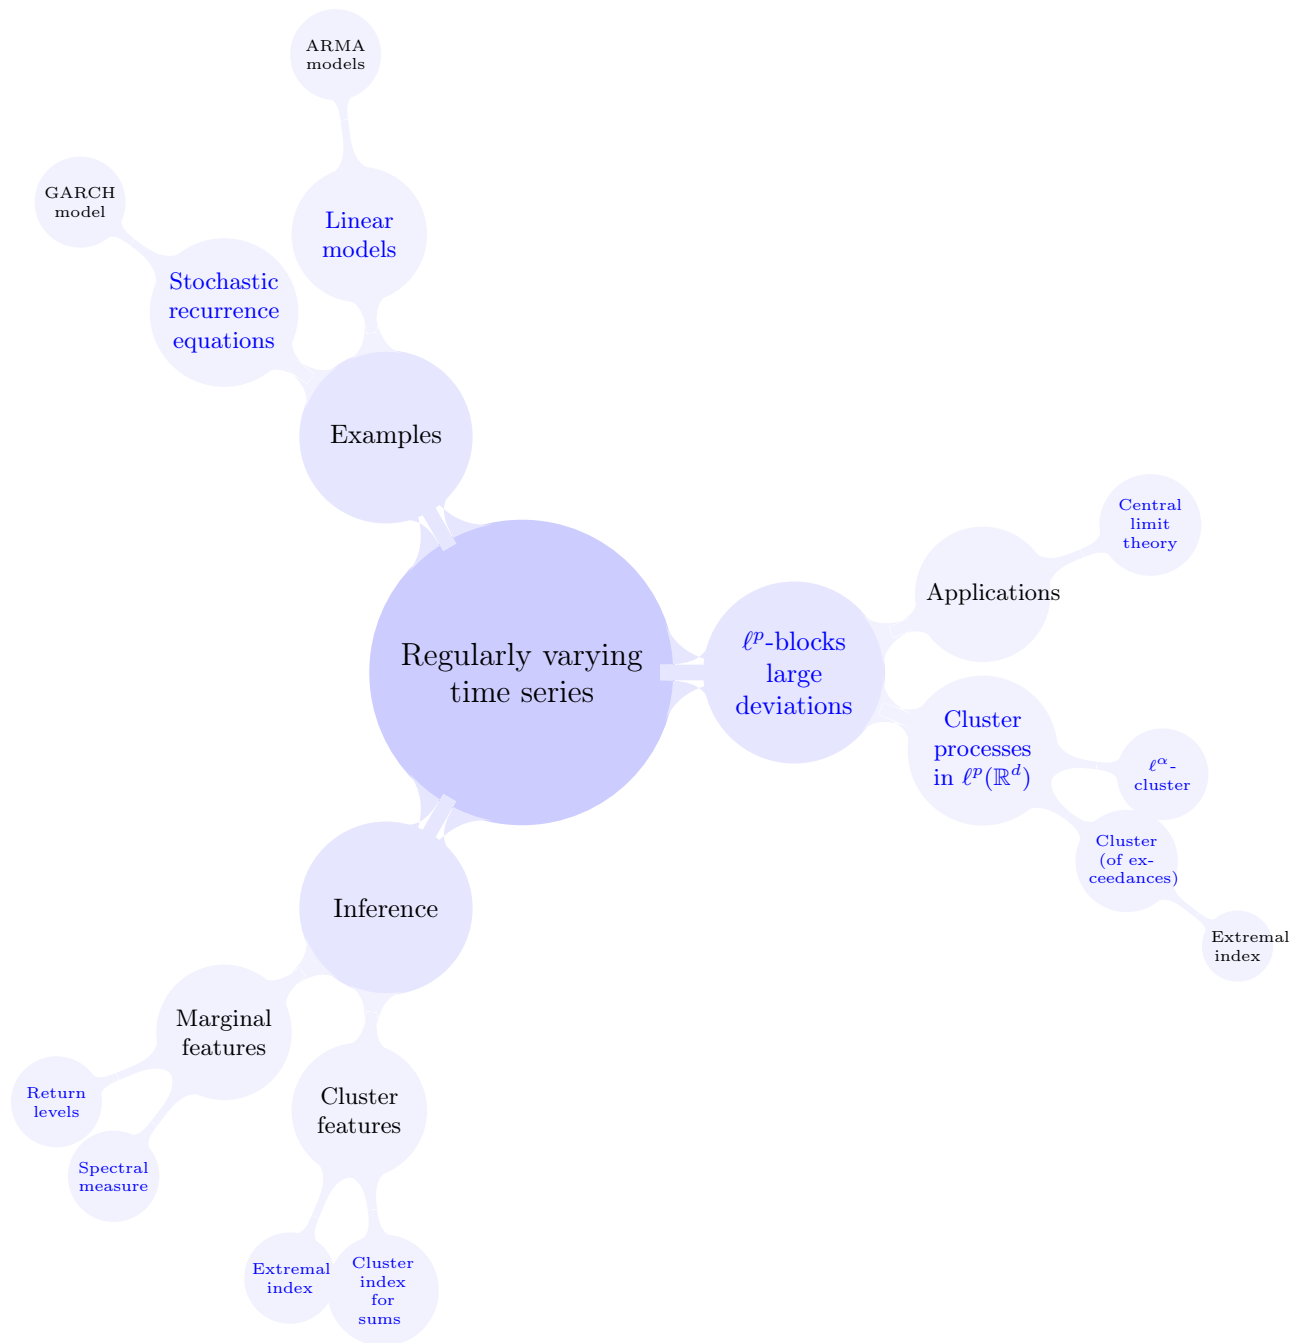 ARMA
models
GARCH
model
Linear
models
Stochastic
recurrence
equations
Examples
Regularly varying
time series
ℓ^p-blocks
large
deviations
Applications
Central
limit
theory
Cluster
processes
in ℓ^p(ℝ^d)
ℓ^α-
cluster
Cluster
(of ex-
ceedances)
Extremal
index
Inference
Marginal
features
Return
levels
Spectral
measure
Cluster
features
Extremal
index
Cluster
index
for
sums